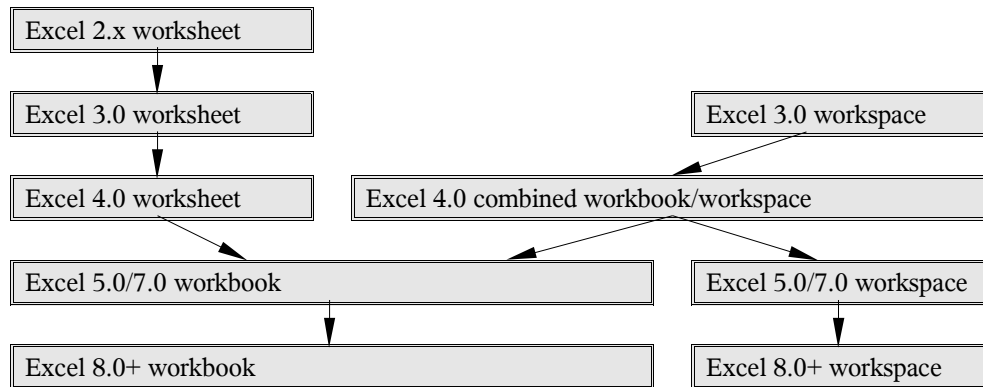 Excel 2.x worksheet
Excel 3.0 worksheet
Excel 3.0 workspace
Excel 4.0 worksheet
Excel 4.0 combined workbook/workspace
Excel 5.0/7.0 workbook
Excel 5.0/7.0 workspace
Excel 8.0+ workbook
Excel 8.0+ workspace